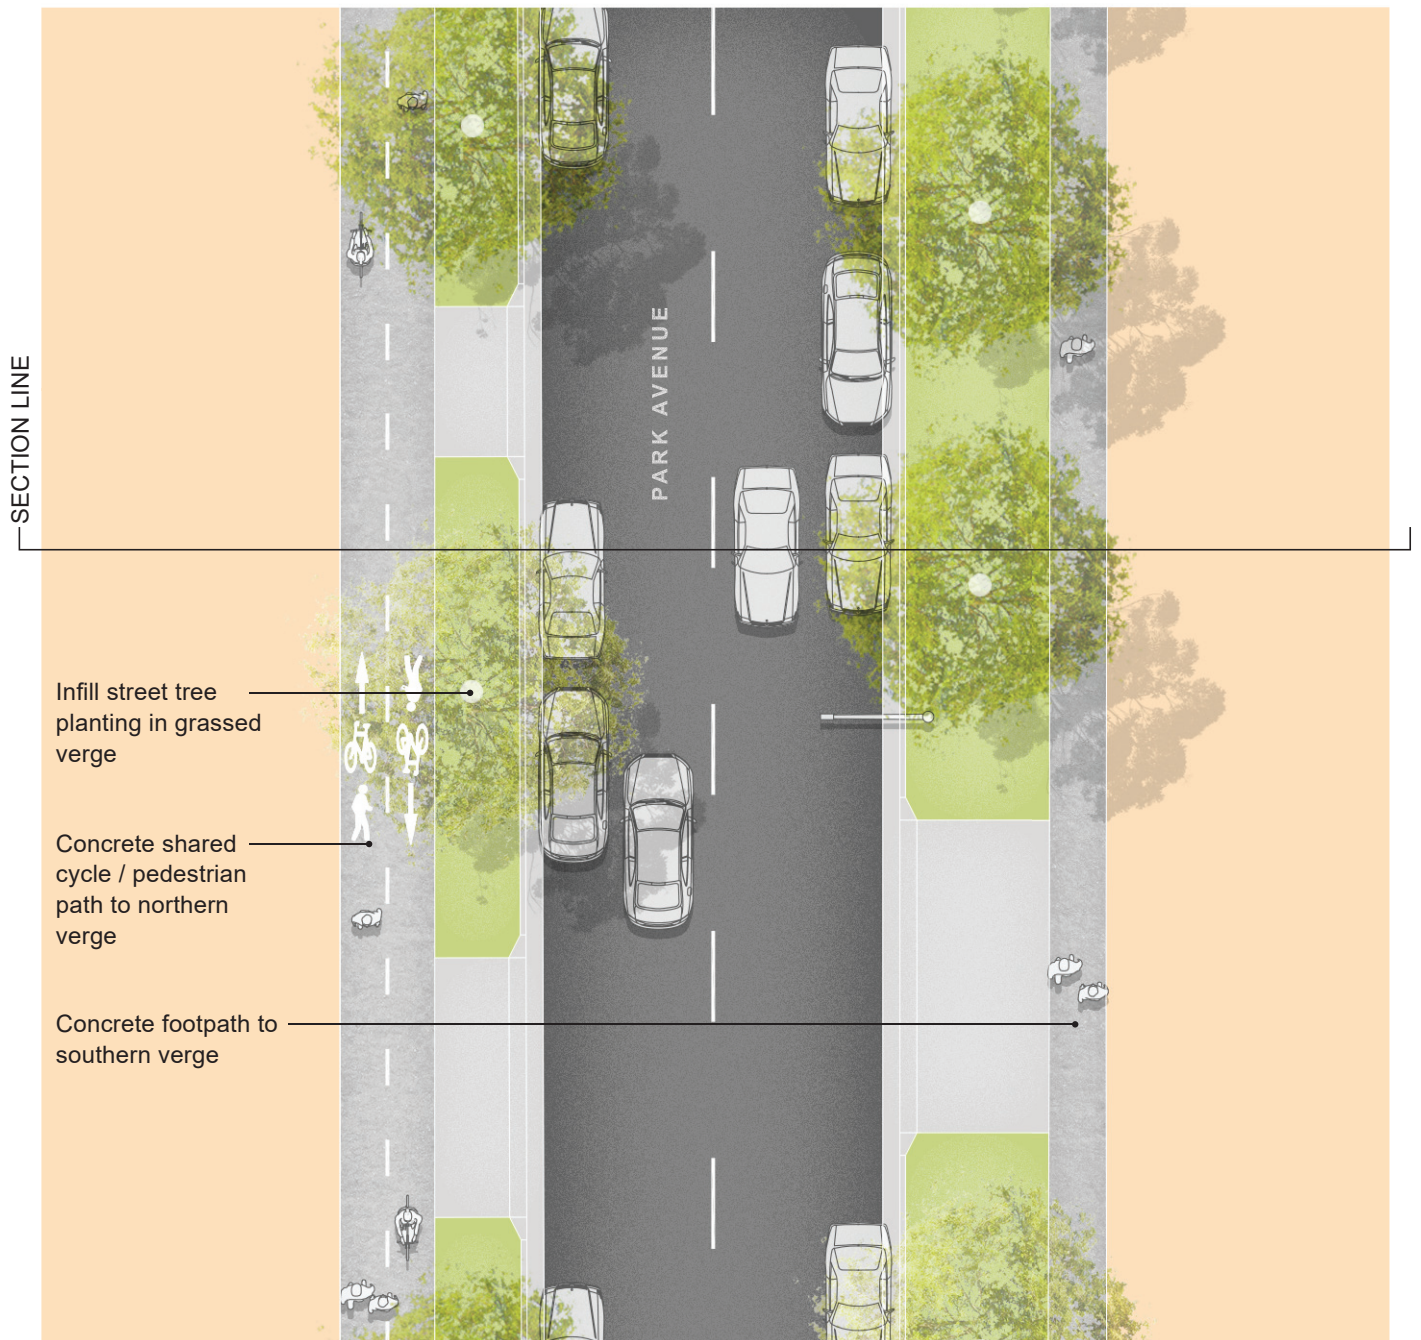 PARK AVENUE
SECTION LINE
Infill street tree
planting in grassed
verge
Concrete shared
cycle / pedestrian
path to northern
verge
Concrete footpath to
southern verge